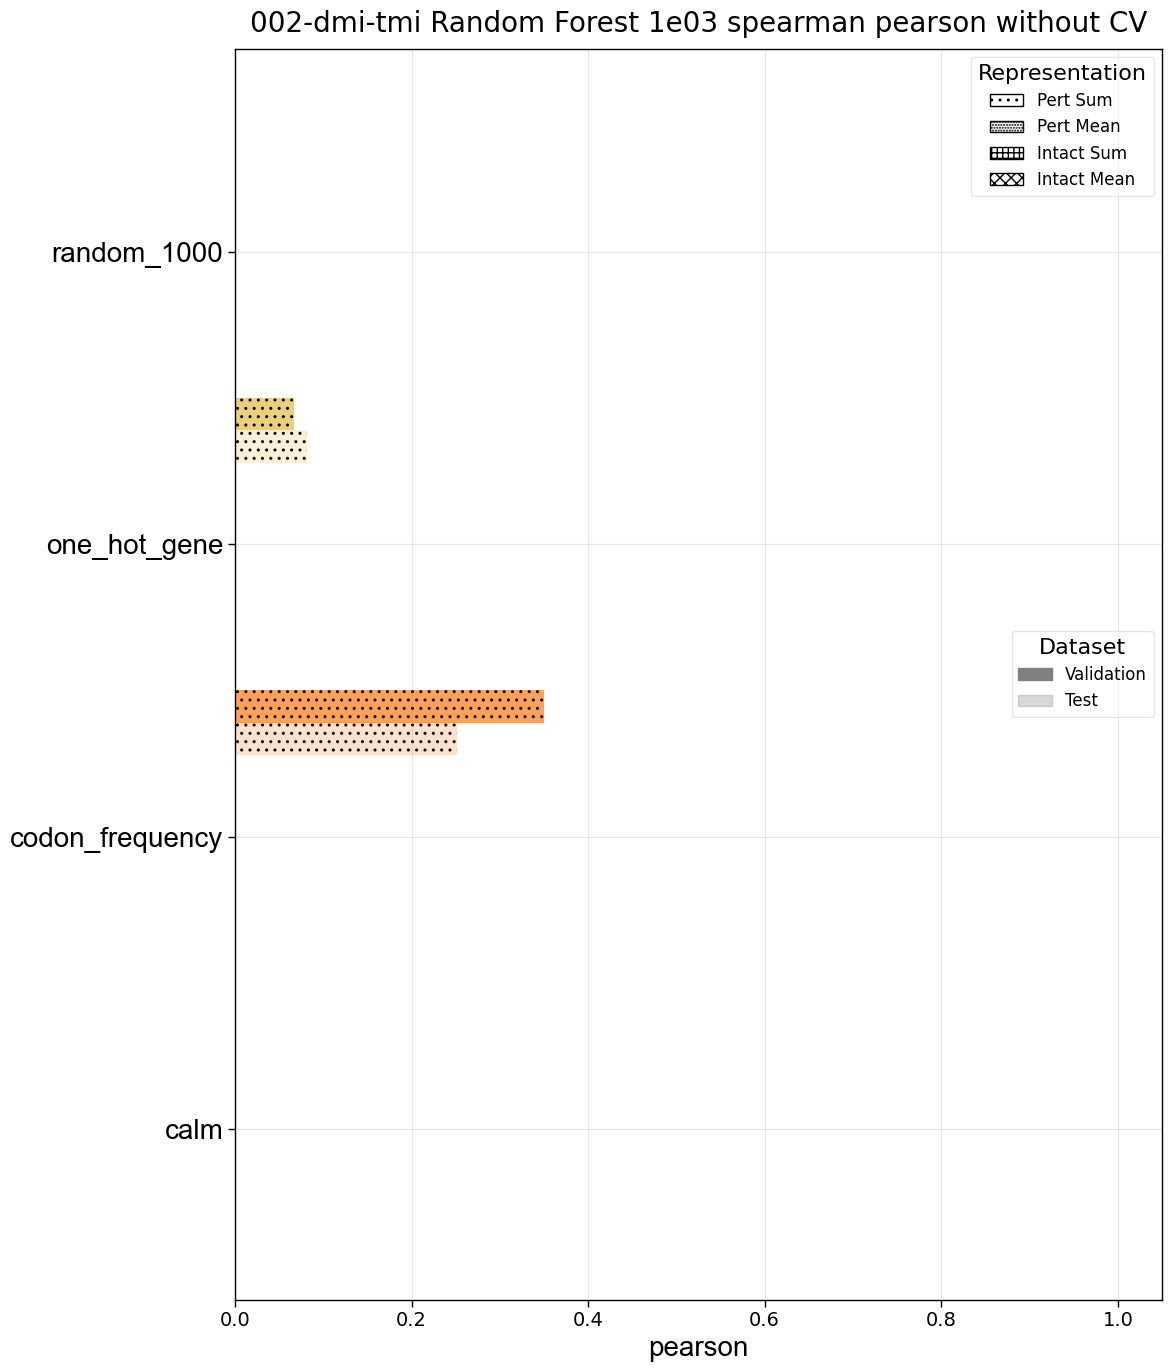 002-dmi-tmi Random Forest 1e03 spearman pearson without CV
Representation
Pert Sum
Pert Mean
Intact Sum
Intact Mean
random_1000
one_hot_gene
Dataset
Validation
Test
codon_frequency
calm
0.0 0.2 0.4 0.6 0.8 1.0
pearson